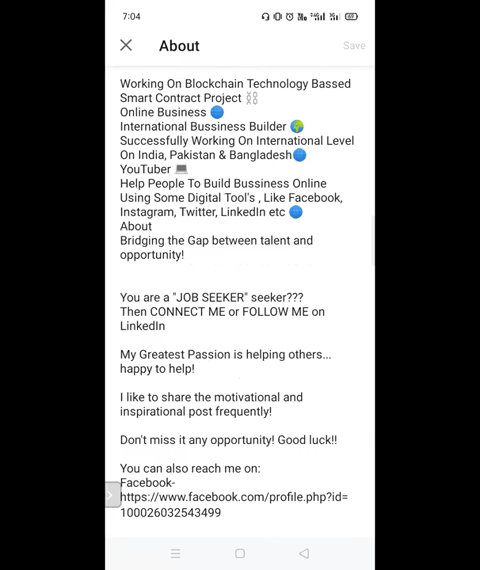 7:04
About
Save
Working On Blockchain Technology Bassed
Smart Contract Project ⛓️
Online Business 🌐
International Bussiness Builder 🌍
Successfully Working On International Level
On India, Pakistan & Bangladesh🌐
YouTuber 💻
Help People To Build Bussiness Online
Using Some Digital Tool's , Like Facebook,
Instagram, Twitter, LinkedIn etc 🌐
About
Bridging the Gap between talent and
opportunity!
You are a "JOB SEEKER" seeker???
Then CONNECT ME or FOLLOW ME on
LinkedIn
My Greatest Passion is helping others...
happy to help!
I like to share the motivational and
inspirational post frequently!
Don't miss it any opportunity! Good luck!!
You can also reach me on:
Facebook-
https://www.facebook.com/profile.php?id=
100026032543499